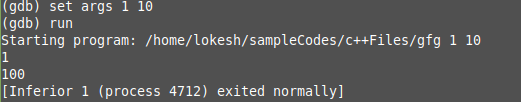 (gdb) set args 1 10
(gdb) run
Starting program: /home/lokesh/sampleCodes/c++Files/gfg 1 10
1
100
[Inferior 1 (process 4712) exited normally]